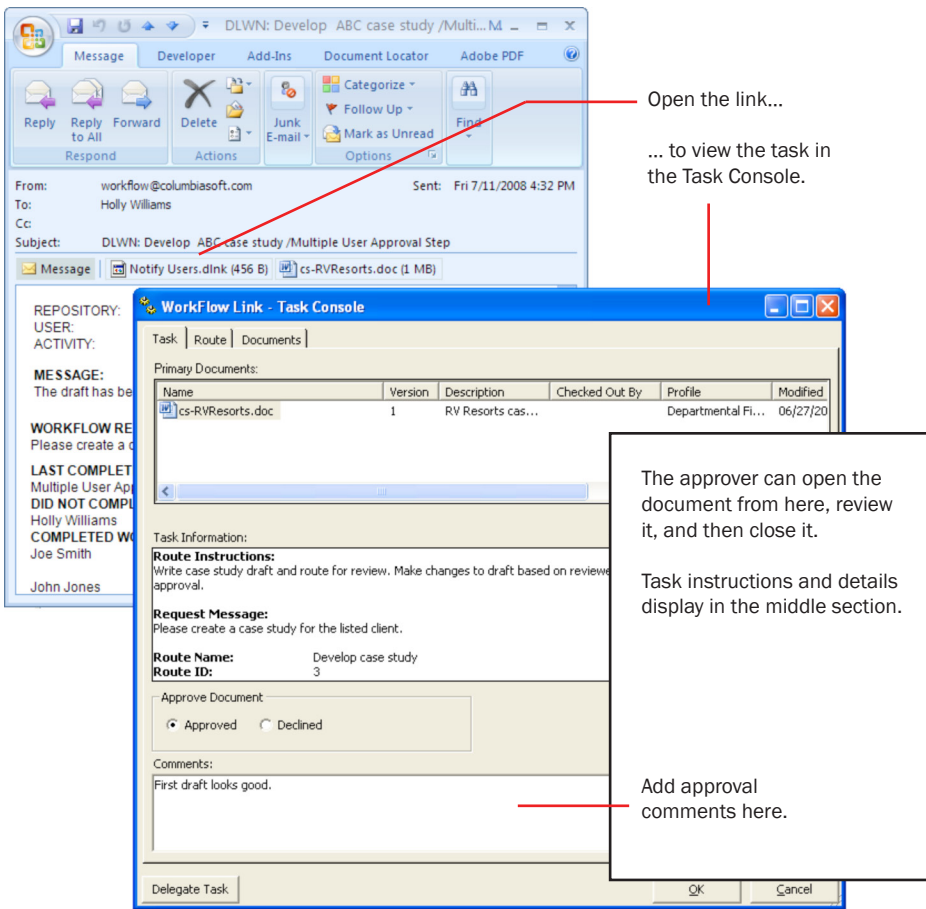 DLWN: Develop ABC case study /Multi... M
Message Developer Add-Ins Document Locator Adobe PDF
Reply Reply to All Forward Delete Junk E-mail Categorize Follow Up Mark as Unread Find
Respond Actions Options
Open the link...
... to view the task in
the Task Console.
From: workflow@columbiasoft.com Sent: Fri 7/11/2008 4:32 PM
To: Holly Williams
Cc:
Subject: DLWN: Develop ABC case study /Multiple User Approval Step
Message Notify Users.dlnk (456 B) cs-RVResorts.doc (1 MB)
REPOSITORY:
USER:
ACTIVITY:
MESSAGE:
The draft has be
WORKFLOW RE
Please create a c
LAST COMPLET
Multiple User App
DID NOT COMPL
Holly Williams
COMPLETED WO
Joe Smith
John Jones
WorkFlow Link - Task Console
Task Route Documents
Primary Documents:
Name Version Description Checked Out By Profile Modified
cs-RVResorts.doc 1 RV Resorts cas... Departmental Fi... 06/27/20
Task Information:
Route Instructions:
Write case study draft and route for review. Make changes to draft based on reviewe
approval.
Request Message:
Please create a case study for the listed client.
Route Name: Develop case study
Route ID: 3
Approve Document
Approved Declined
Comments:
First draft looks good.
Delegate Task OK Cancel
The approver can open the
document from here, review
it, and then close it.
Task instructions and details
display in the middle section.
Add approval
comments here.